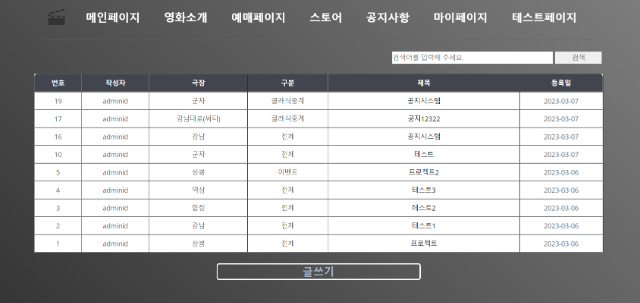 메인페이지 영화소개 예매페이지 스토어 공지사항 마이페이지 테스트페이지
검색어를 입력해 주세요. 검색
번호 작성자 극장 구분 제목 등록일
19 adminid 군자 클래식중계 공지시스템 2023-03-07
17 adminid 강남대로(씨티) 클래식중계 공자12322 2023-03-07
16 adminid 강남 전체 공지시스템 2023-03-07
10 adminid 군자 전체 테스트 2023-03-07
5 adminid 상봉 이벤트 프로젝트2 2023-03-06
4 adminid 역삼 전체 테스트3 2023-03-06
3 adminid 합정 전체 테스트2 2023-03-06
2 adminid 강남 전체 테스트1 2023-03-06
1 adminid 상봉 전체 프로젝트 2023-03-06
글쓰기